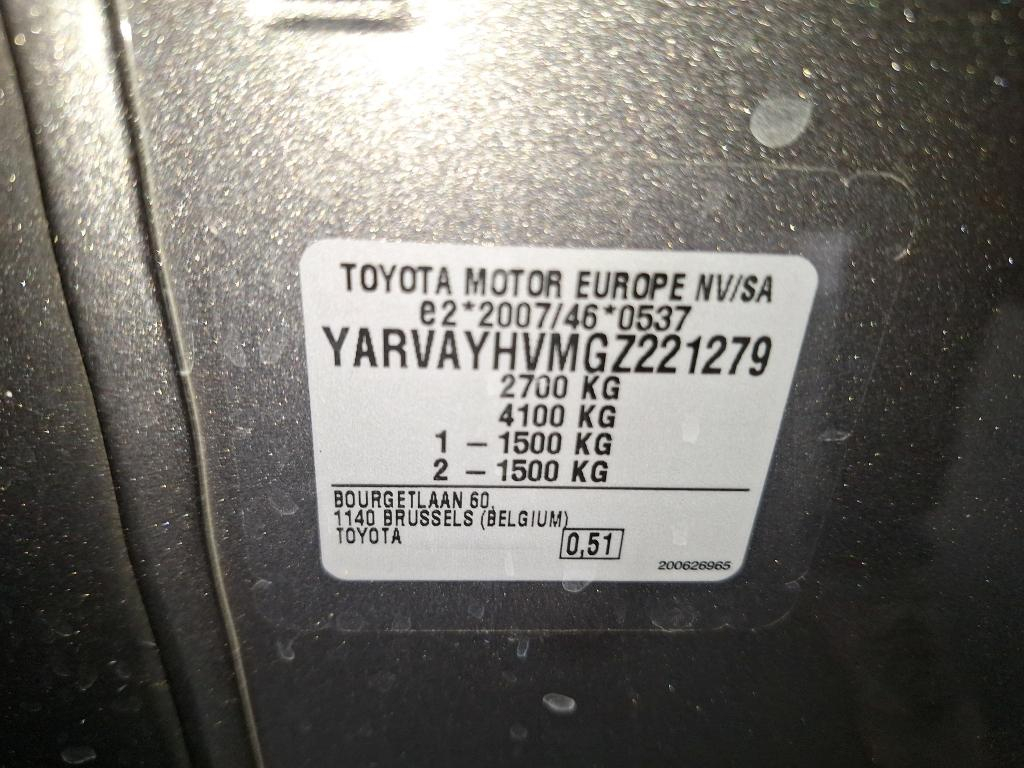 TOYOTA MOTOR EUROPE NV/SA
e2*2007/46*0537
YARVAYHVMGZ221279
2700 KG
4100 KG
1 – 1500 KG
2 – 1500 KG
BOURGETLAAN 60,
1140 BRUSSELS (BELGIUM)
TOYOTA
0,51
200626965